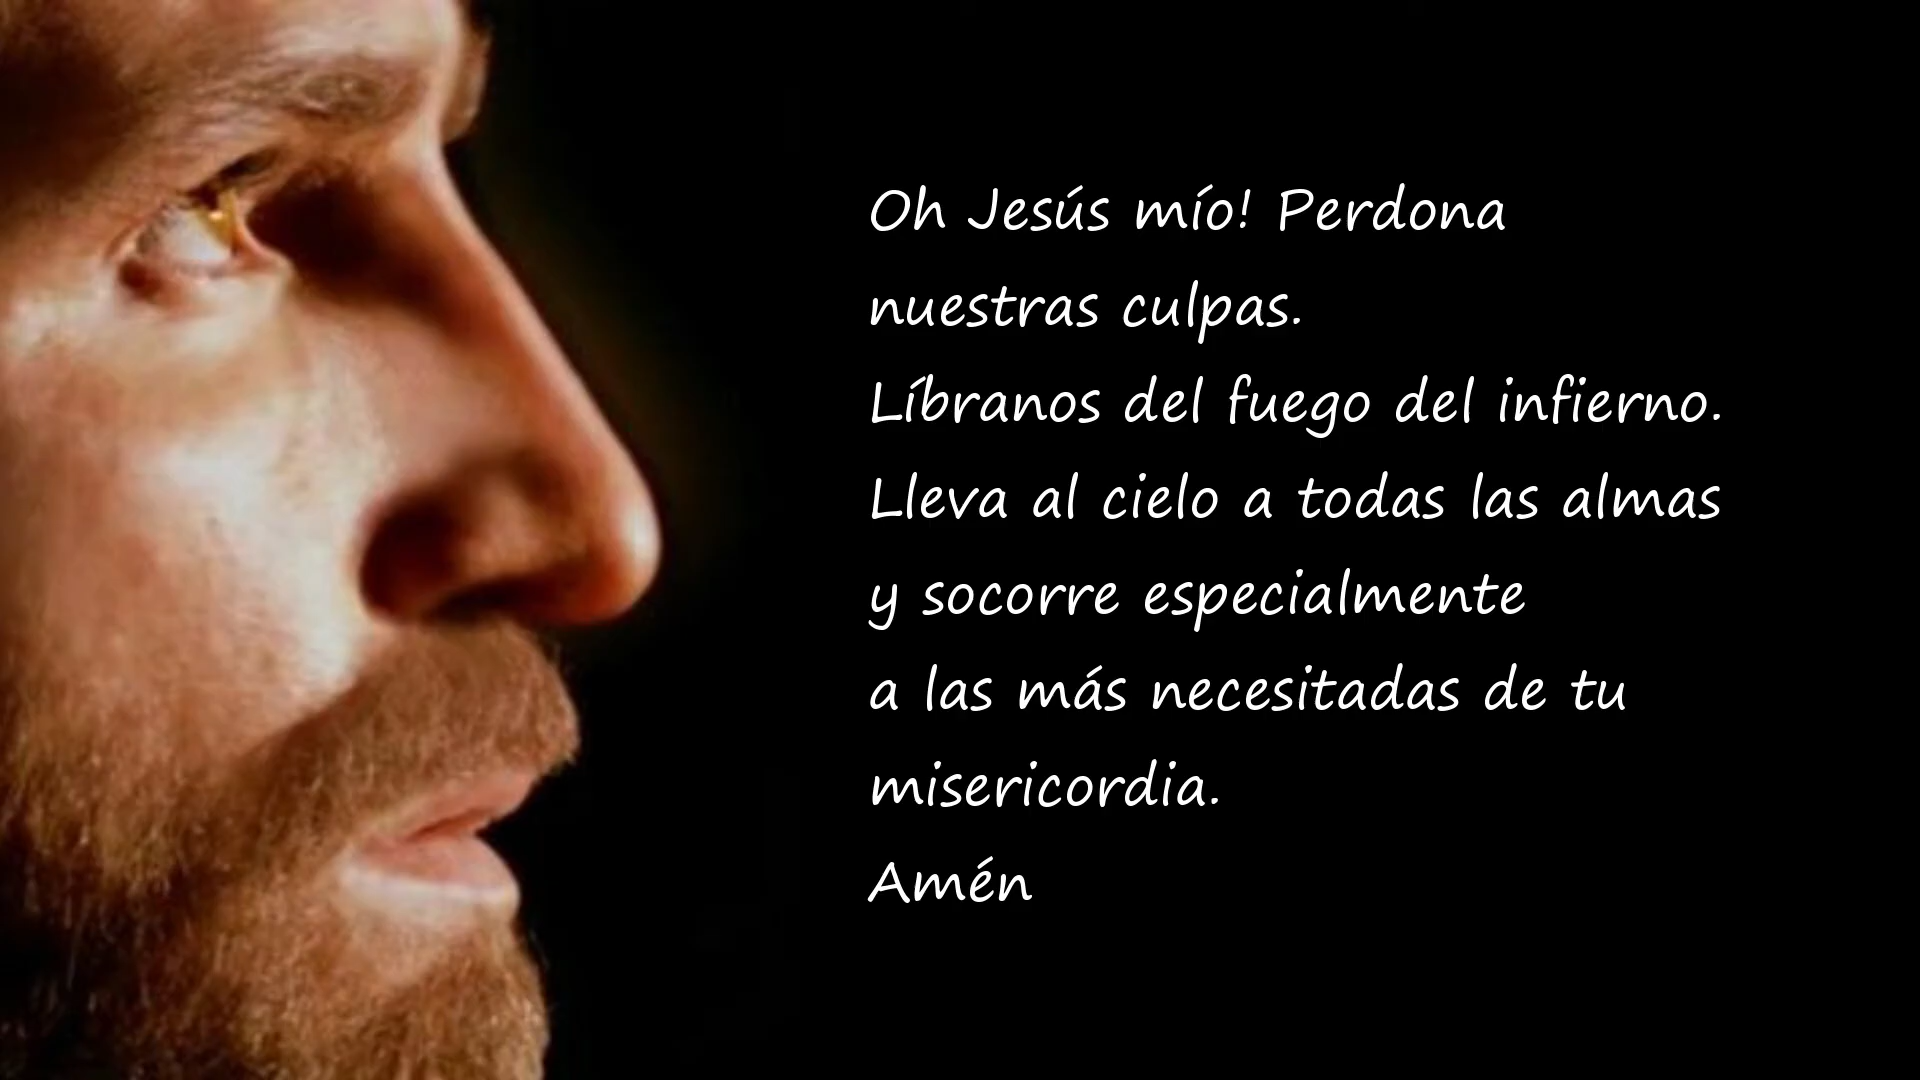 Oh Jesús mío! Perdona
nuestras culpas.
Líbranos del fuego del infierno.
Lleva al cielo a todas las almas
y socorre especialmente
a las más necesitadas de tu
misericordia.
Amén